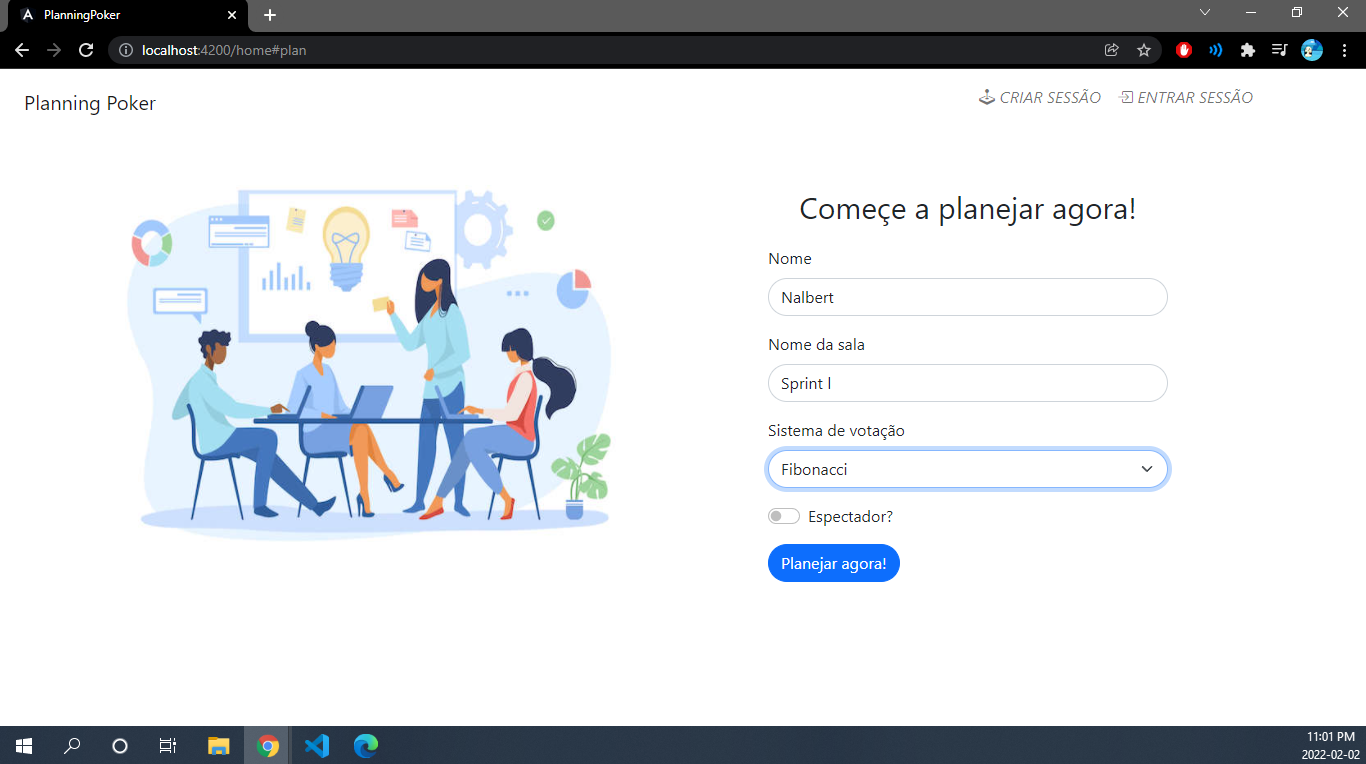 PlanningPoker
localhost:4200/home#plan
Planning Poker
CRIAR SESSÃO
ENTRAR SESSÃO
Começe a planejar agora!
Nome
Nalbert
Nome da sala
Sprint l
Sistema de votação
Fibonacci
Espectador?
Planejar agora!
11:01 PM
2022-02-02